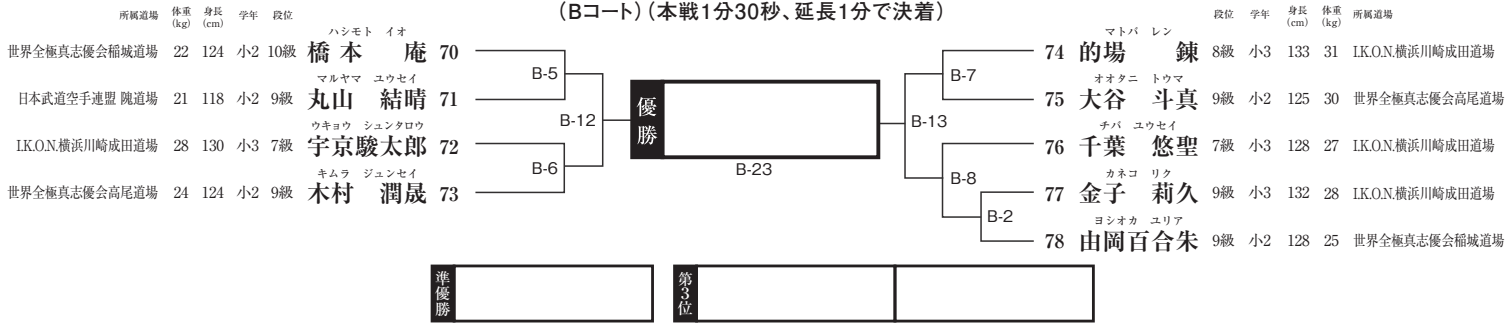 (Bコート)(本戦1分30秒、延長1分で決着)
所属道場 体重(kg) 身長(cm) 学年 段位
ハシモト イオ
世界全極真志優会稲城道場 22 124 小2 10級 橋本 庵 70
B-5
マルヤマ ユウセイ
日本武道空手連盟 隗道場 21 118 小2 9級 丸山 結晴 71
B-12
ウキョウ シュンタロウ
I.K.O.N.横浜川崎成田道場 28 130 小3 7級 宇京駿太郎 72
B-6
キムラ ジュンセイ
世界全極真志優会高尾道場 24 124 小2 9級 木村 潤晟 73
優勝
B-23
段位 学年 身長(cm) 体重(kg) 所属道場
マトバ レン
74 的場 錬 8級 小3 133 31 I.K.O.N.横浜川崎成田道場
B-7
オオタニ トウマ
75 大谷 斗真 9級 小2 125 30 世界全極真志優会高尾道場
B-13
チバ ユウセイ
76 千葉 悠聖 7級 小3 128 27 I.K.O.N.横浜川崎成田道場
B-8
カネコ リク
77 金子 莉久 9級 小3 132 28 I.K.O.N.横浜川崎成田道場
B-2
ヨシオカ ユリア
78 由岡百合朱 9級 小2 128 25 世界全極真志優会稲城道場
準優勝
第3位